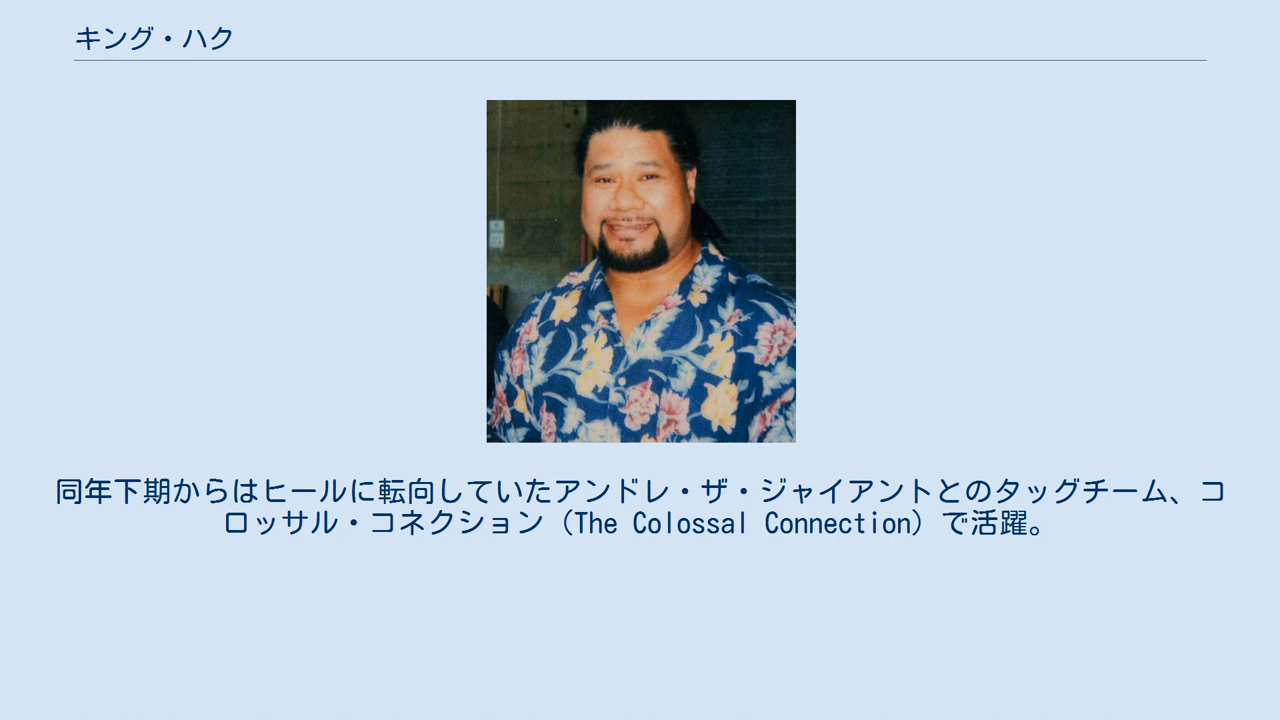 キング・ハク
同年下期からはヒールに転向していたアンドレ・ザ・ジャイアントとのタッグチーム、コ
ロッサル・コネクション（The Colossal Connection）で活躍。